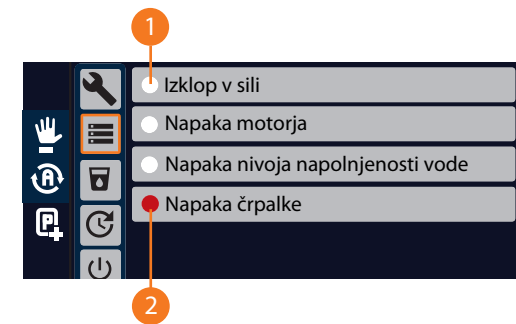 1
Izklop v sili
Napaka motorja
Napaka nivoja napolnjenosti vode
Napaka črpalke
A
P
2